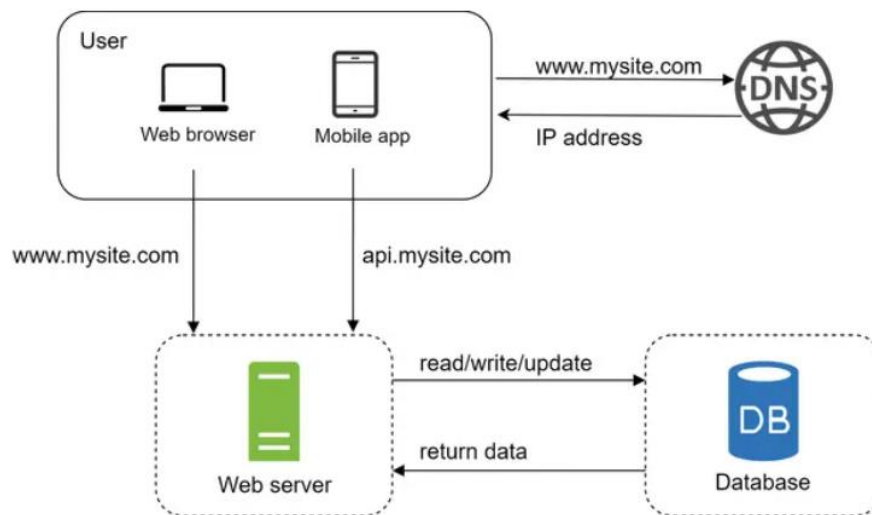 User
Web browser
Mobile app
www.mysite.com
DNS
IP address
www.mysite.com
api.mysite.com
read/write/update
return data
Web server
DB
Database